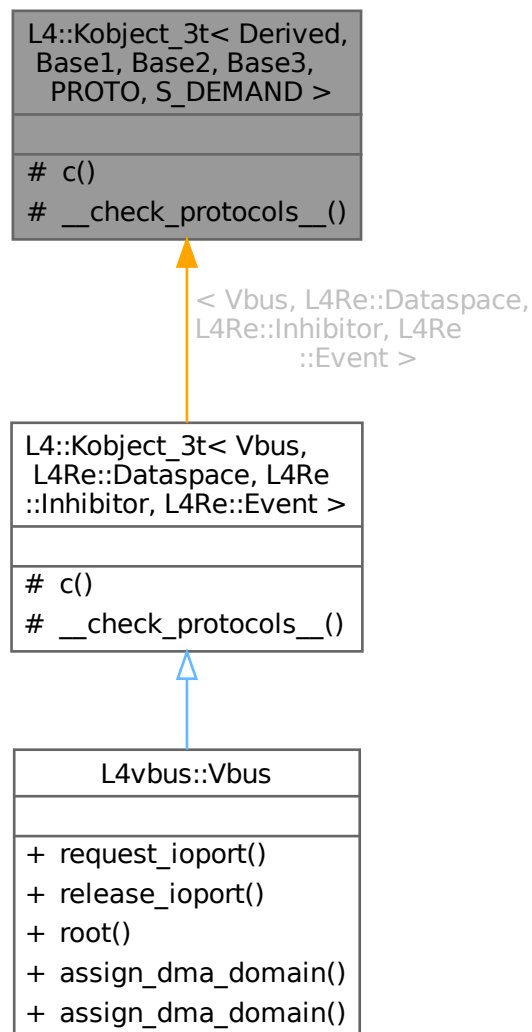 L4::Kobject_3t< Derived,
Base1, Base2, Base3,
PROTO, S_DEMAND >
# c()
# __check_protocols__()
< Vbus, L4Re::Dataspace,
L4Re::Inhibitor, L4Re
::Event >
L4::Kobject_3t< Vbus,
L4Re::Dataspace, L4Re
::Inhibitor, L4Re::Event >
# c()
# __check_protocols__()
L4vbus::Vbus
+ request_ioport()
+ release_ioport()
+ root()
+ assign_dma_domain()
+ assign_dma_domain()